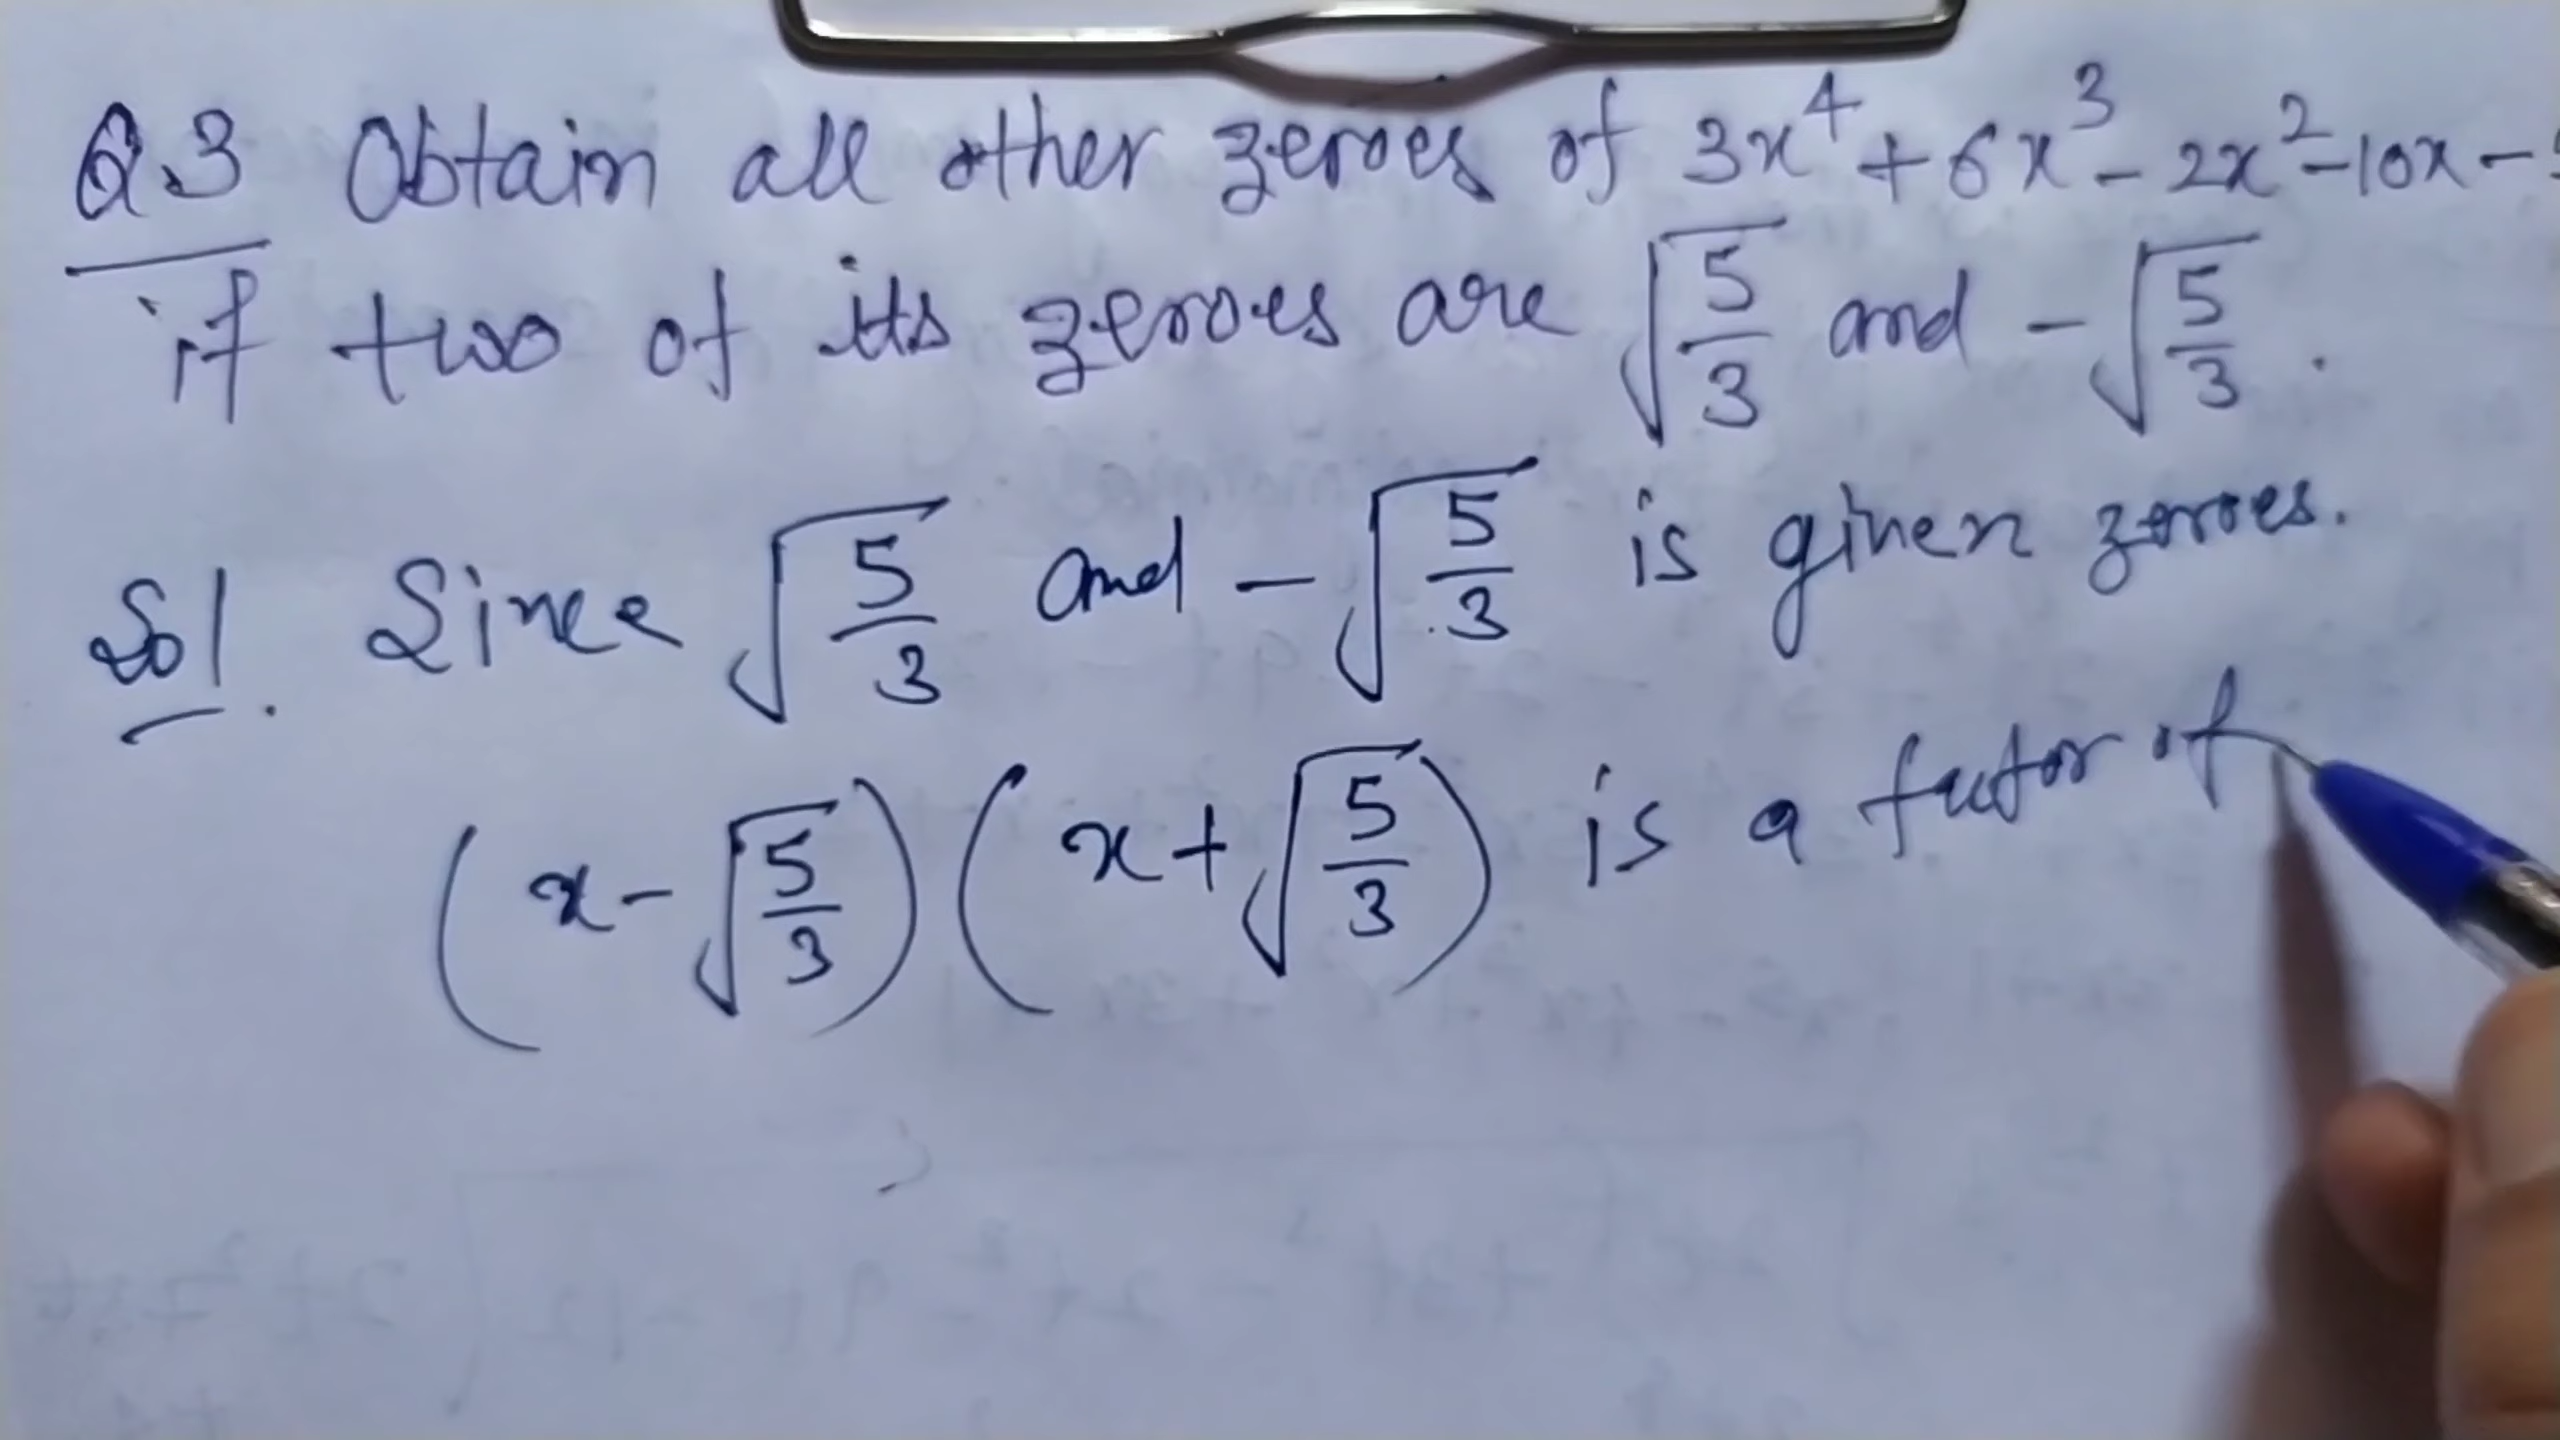 Q.3 Obtain all other zeroes of 3x⁴ + 6x³ - 2x² - 10x -
if two of its zeroes are √(5/3) and -√(5/3).
Sol. Since √(5/3) and -√(5/3) is given zeroes.
(x - √(5/3)) (x + √(5/3)) is a factor of